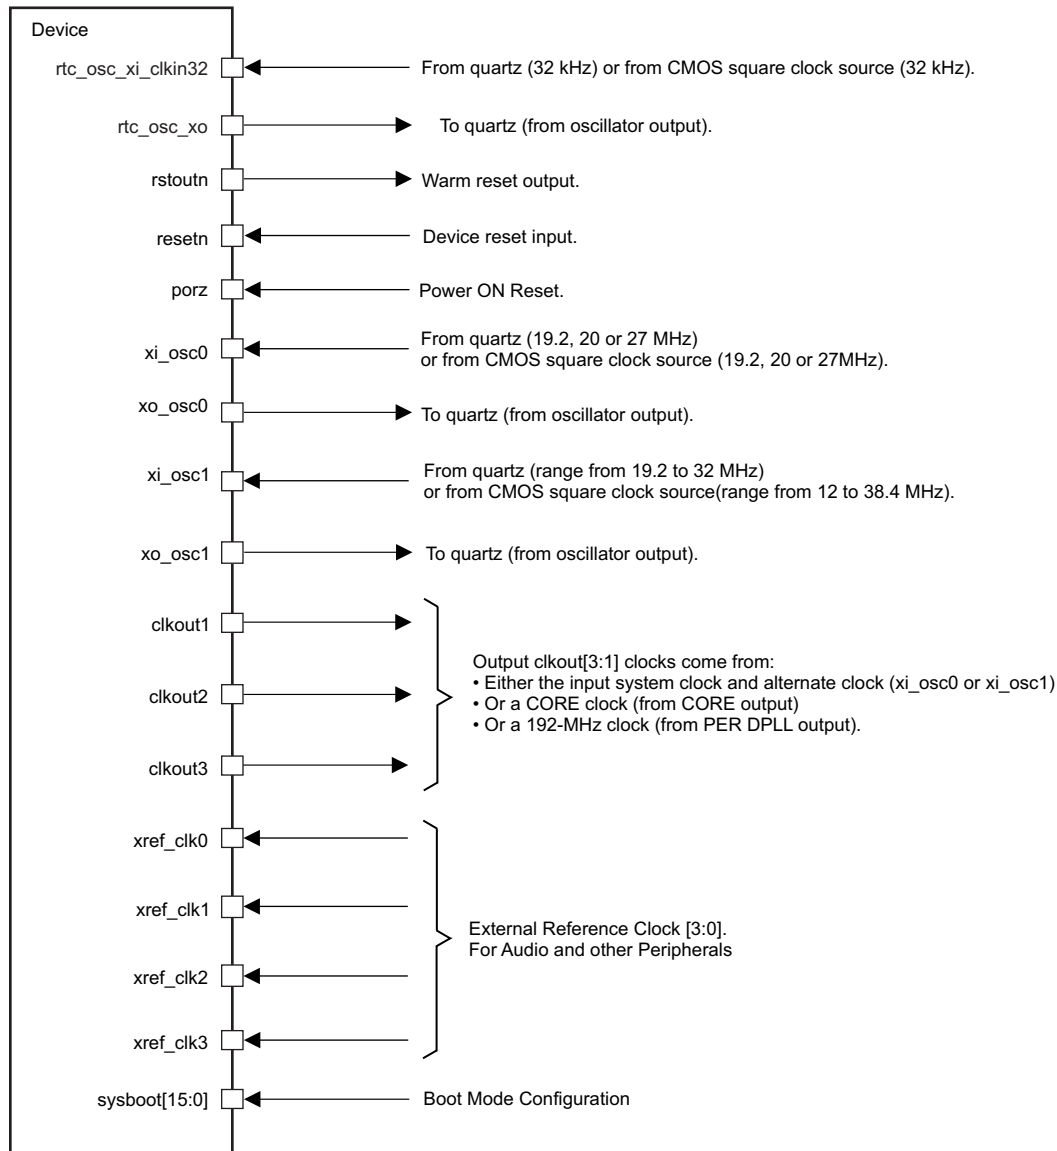 Device
rtc_osc_xi_clkin32
From quartz (32 kHz) or from CMOS square clock source (32 kHz).
rtc_osc_xo
To quartz (from oscillator output).
rstoutn
Warm reset output.
resetn
Device reset input.
porz
Power ON Reset.
xi_osc0
From quartz (19.2, 20 or 27 MHz)
or from CMOS square clock source (19.2, 20 or 27MHz).
xo_osc0
To quartz (from oscillator output).
xi_osc1
From quartz (range from 19.2 to 32 MHz)
or from CMOS square clock source(range from 12 to 38.4 MHz).
xo_osc1
To quartz (from oscillator output).
clkout1
clkout2
clkout3
Output clkout[3:1] clocks come from:
• Either the input system clock and alternate clock (xi_osc0 or xi_osc1)
• Or a CORE clock (from CORE output)
• Or a 192-MHz clock (from PER DPLL output).
xref_clk0
xref_clk1
xref_clk2
xref_clk3
External Reference Clock [3:0].
For Audio and other Peripherals
sysboot[15:0]
Boot Mode Configuration